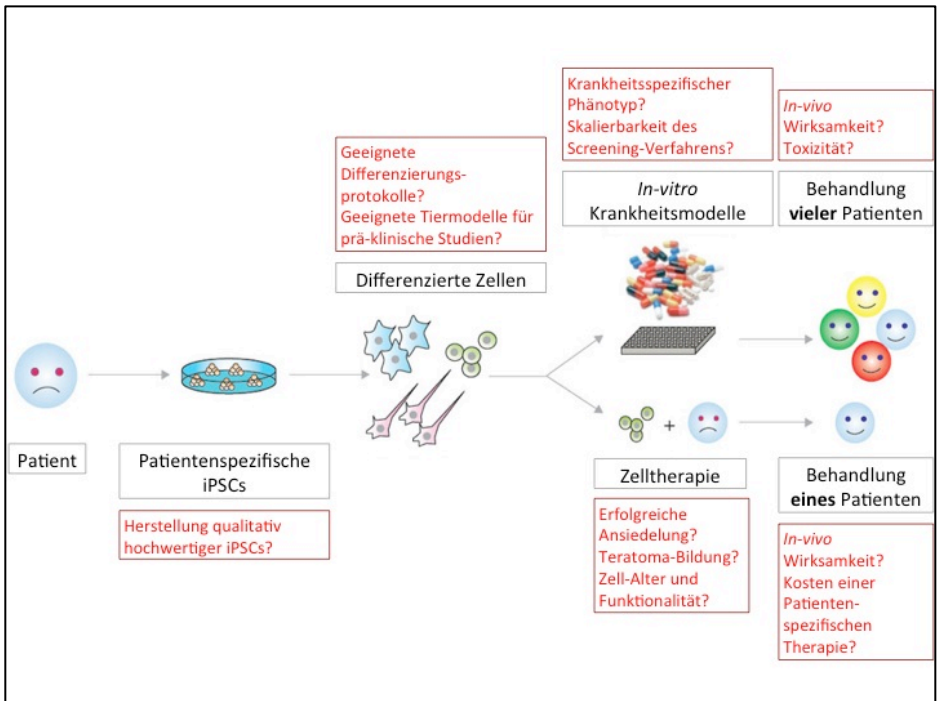 Krankheitsspezifischer
Phänotyp?
Skalierbarkeit des
Screening-Verfahrens?
In-vivo
Wirksamkeit?
Toxizität?
Geeignete
Differenzierungs-
protokolle?
Geeignete Tiermodelle für
prä-klinische Studien?
In-vitro
Krankheitsmodelle
Behandlung
vieler Patienten
Differenzierte Zellen
Patient
Patientenspezifische
iPSCs
Herstellung qualitativ
hochwertiger iPSCs?
+
Zelltherapie
Behandlung
eines Patienten
Erfolgreiche
Ansiedelung?
Teratoma-Bildung?
Zell-Alter und
Funktionalität?
In-vivo
Wirksamkeit?
Kosten einer
Patienten-
spezifischen
Therapie?